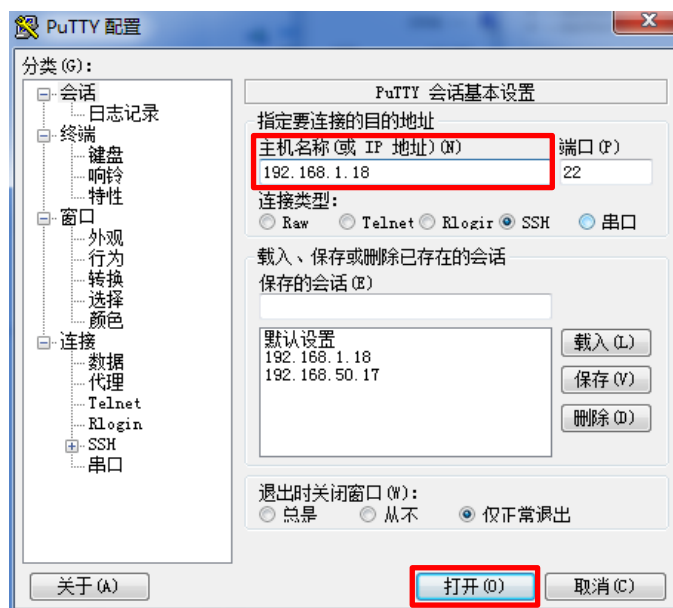 PuTTY 配置
分类(G):
会话
日志记录
终端
键盘
响铃
特性
窗口
外观
行为
转换
选择
颜色
连接
数据
代理
Telnet
Rlogin
SSH
串口
PuTTY 会话基本设置
指定要连接的目的地址
主机名称(或 IP 地址)(N) 端口(P)
192.168.1.18 22
连接类型:
Raw Telnet Rlogir SSH 串口
载入、保存或删除已存在的会话
保存的会话(E)
默认设置
192.168.1.18
192.168.50.17
载入(L)
保存(V)
删除(D)
退出时关闭窗口(W):
总是 从不 仅正常退出
关于(A) 打开(O) 取消(C)